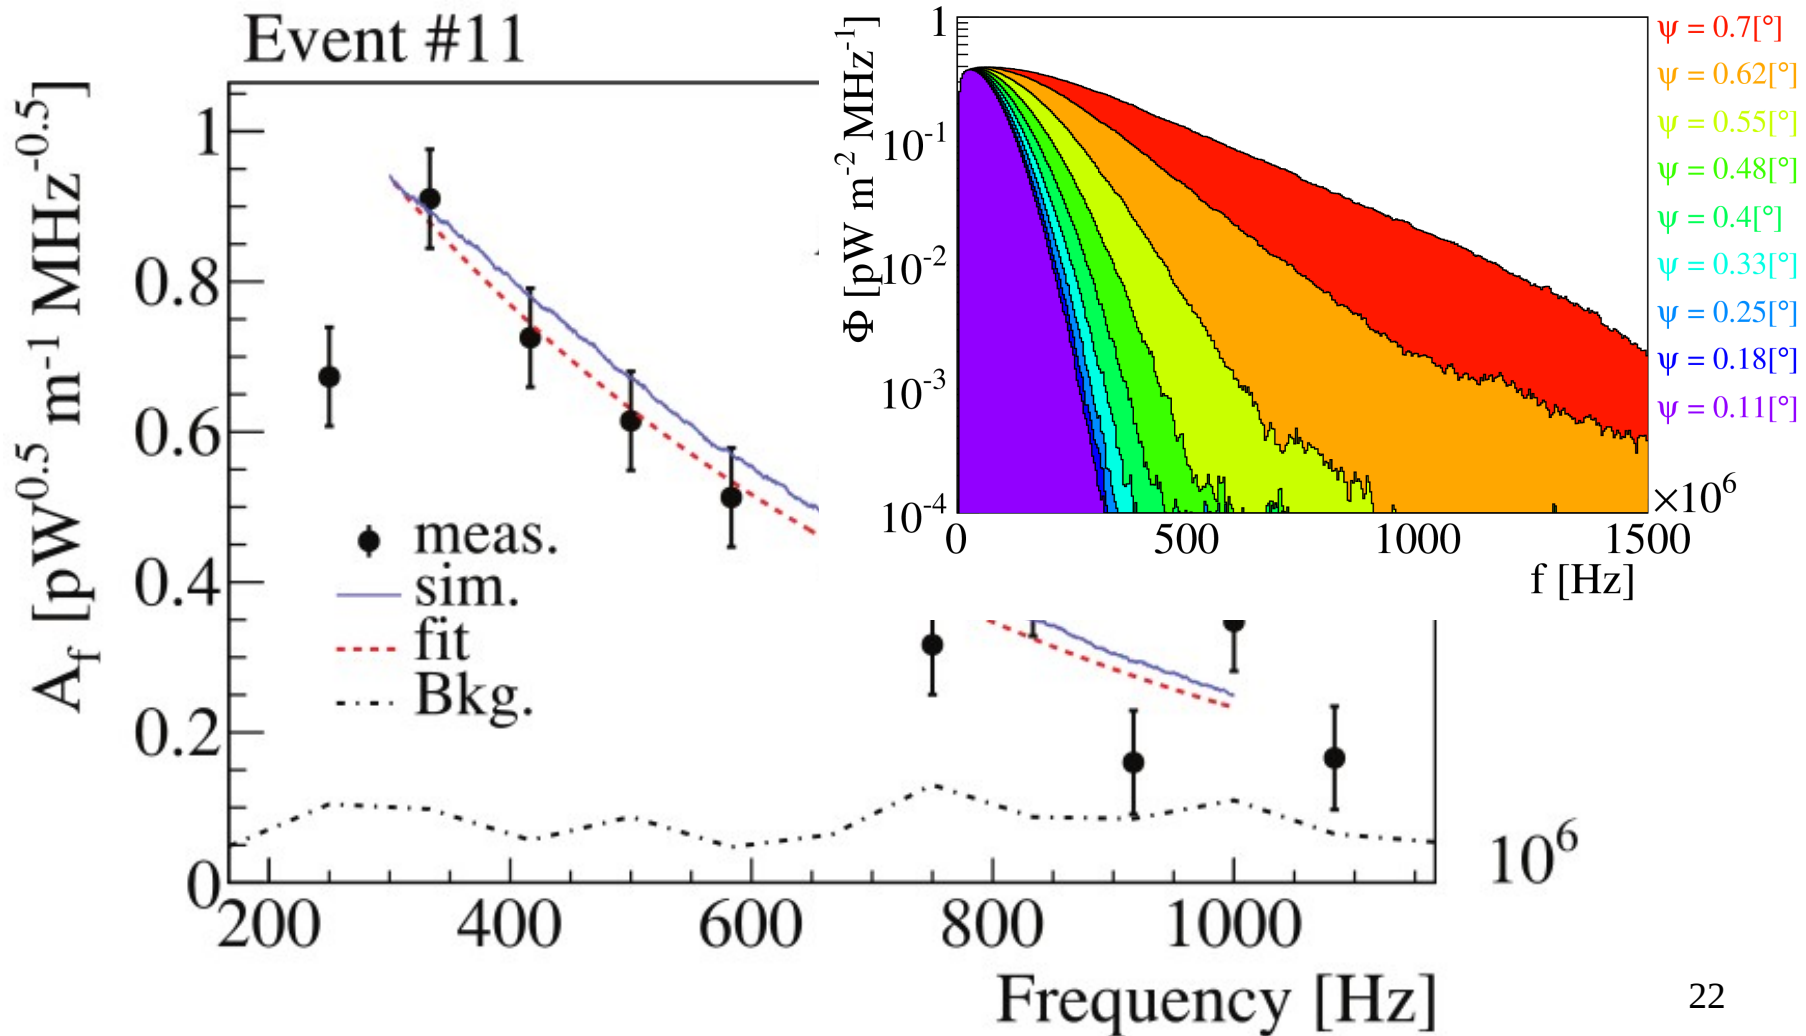 Event #11
A_f [pW^0.5 m^-1 MHz^-0.5]
1
0.8
0.6
0.4
0.2
0
meas.
sim.
fit
Bkg.
200 400 600 800 1000
10^6
Frequency [Hz]
Φ [pW m^-2 MHz^-1]
1
10^-1
10^-2
10^-3
10^-4
0 500 1000 1500
×10^6
f [Hz]
ψ = 0.7[°]
ψ = 0.62[°]
ψ = 0.55[°]
ψ = 0.48[°]
ψ = 0.4[°]
ψ = 0.33[°]
ψ = 0.25[°]
ψ = 0.18[°]
ψ = 0.11[°]
22